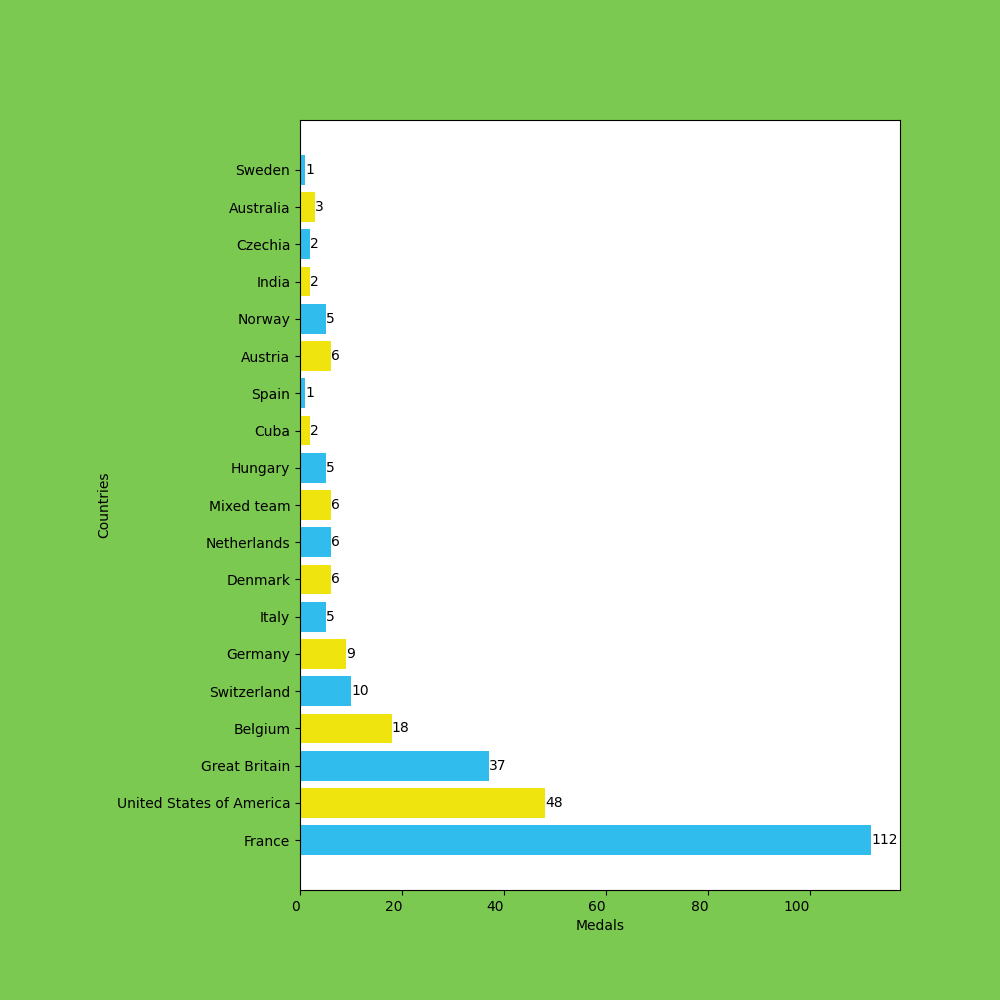 Sweden 1
Australia 3
Czechia 2
India 2
Norway 5
Austria 6
Spain 1
Cuba 2
Hungary 5
Mixed team 6
Netherlands 6
Denmark 6
Italy 5
Germany 9
Switzerland 10
Belgium 18
Great Britain 37
United States of America 48
France 112
0 20 40 60 80 100
Medals
Countries